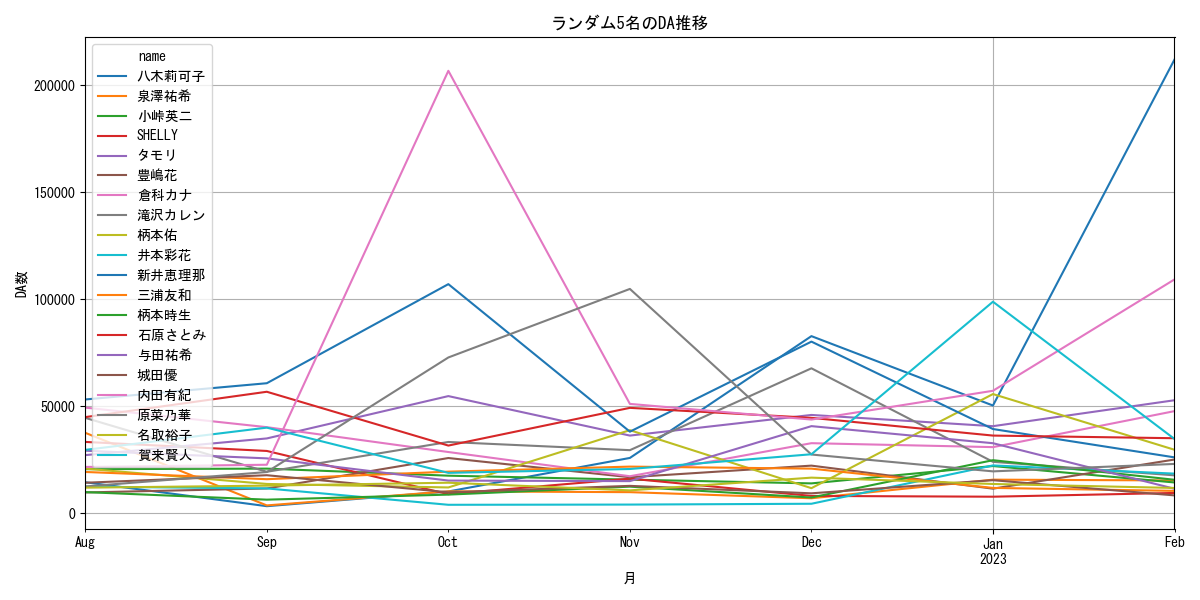 ランダム5名のDA推移
name
八木莉可子
泉澤祐希
小峠英二
SHELLY
タモリ
豊嶋花
倉科カナ
滝沢カレン
柄本佑
井本彩花
新井恵理那
三浦友和
柄本時生
石原さとみ
与田祐希
城田優
内田有紀
原菜乃華
名取裕子
賀来賢人
DA数
200000
150000
100000
50000
0
Aug
Sep
Oct
Nov
Dec
Jan
2023
Feb
月